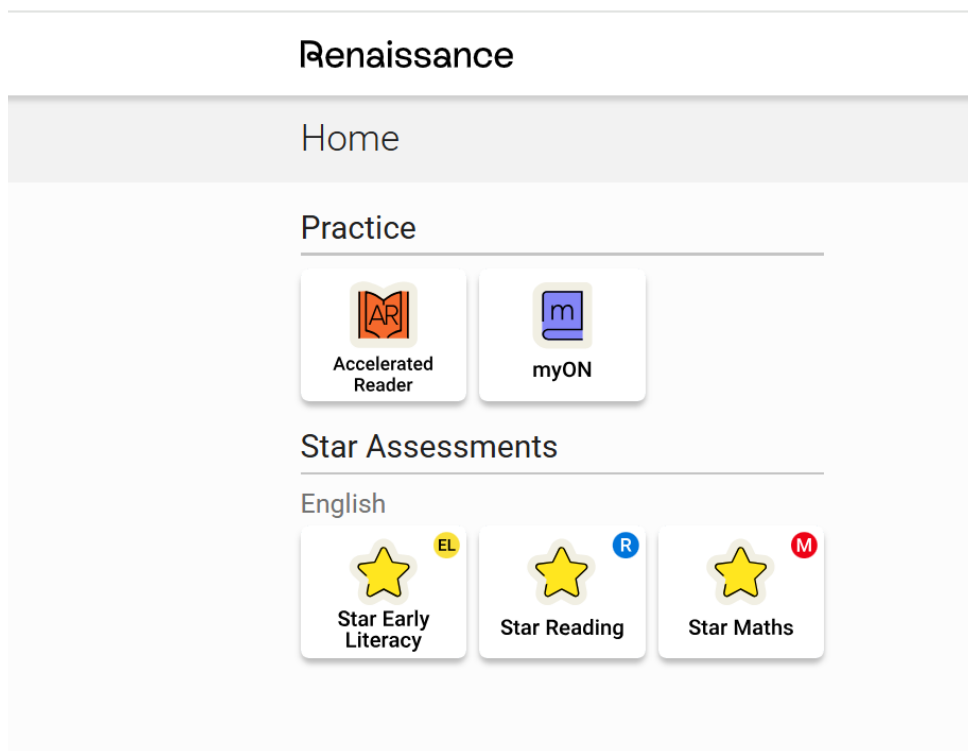 Renaissance
Home
Practice
AR
Accelerated
Reader
m
myON
Star Assessments
English
EL
Star Early
Literacy
R
Star Reading
M
Star Maths